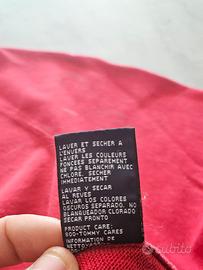 LAVER ET SECHER A
L'ENVERS
LAVER LES COULEURS
FONCEES SEPAREMENT
NE PAS BLANCHIR AVEC
CHLORE, SECHER
IMMEDIATEMENT
LAVAR Y SECAR
AL REVES
LAVAR LOS COLORES
OSCUROS SEPARADO. NO
BLANQUEADOR CLORADO
SECAR PRONTO
PRODUCT CARE:
800-TOMMY CARES
INFORMATION DE
subito